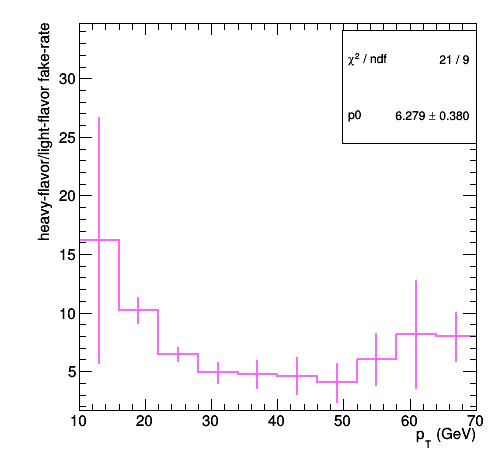 heavy-flavor/light-flavor fake-rate
χ² / ndf 21 / 9
p0 6.279 ± 0.380
30
25
20
15
10
5
10 20 30 40 50 60 70
p_T (GeV)